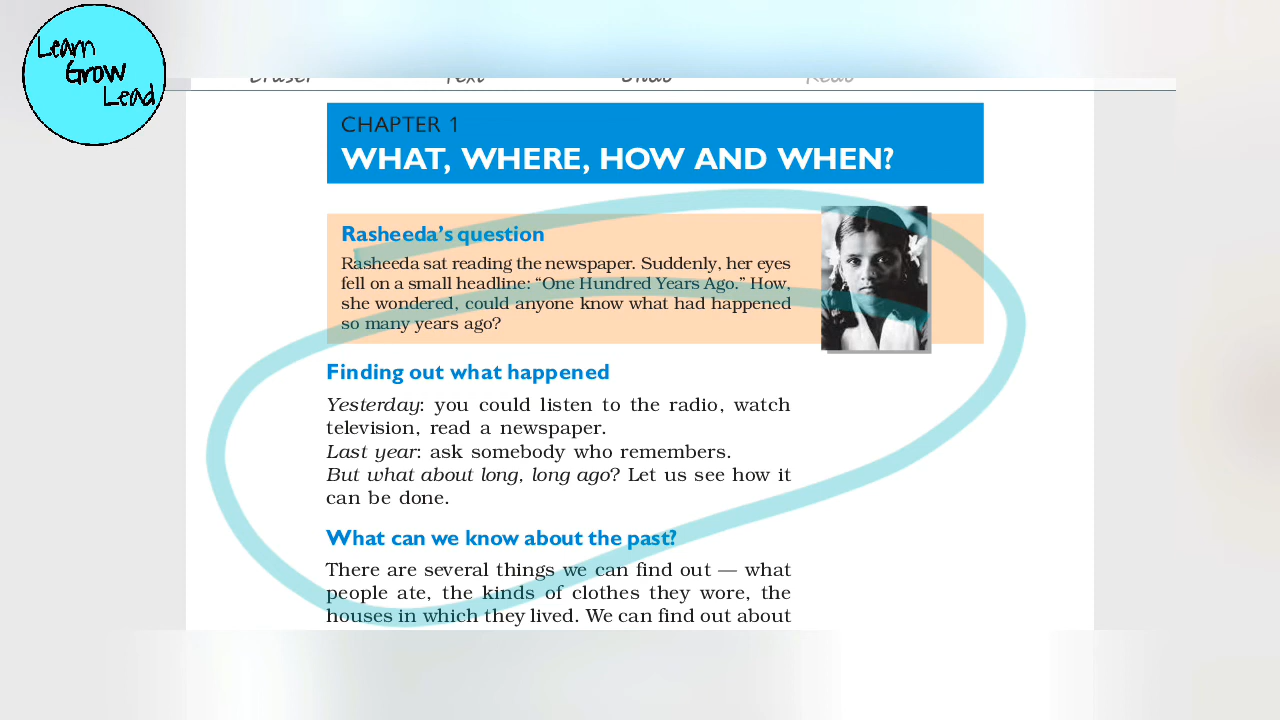 Learn
Grow
Lead
Eraser Text Undo Read
CHAPTER 1
WHAT, WHERE, HOW AND WHEN?
Rasheeda's question
Rasheeda sat reading the newspaper. Suddenly, her eyes
fell on a small headline: “One Hundred Years Ago.” How,
she wondered, could anyone know what had happened
so many years ago?
Finding out what happened
Yesterday: you could listen to the radio, watch
television, read a newspaper.
Last year: ask somebody who remembers.
But what about long, long ago? Let us see how it
can be done.
What can we know about the past?
There are several things we can find out — what
people ate, the kinds of clothes they wore, the
houses in which they lived. We can find out about